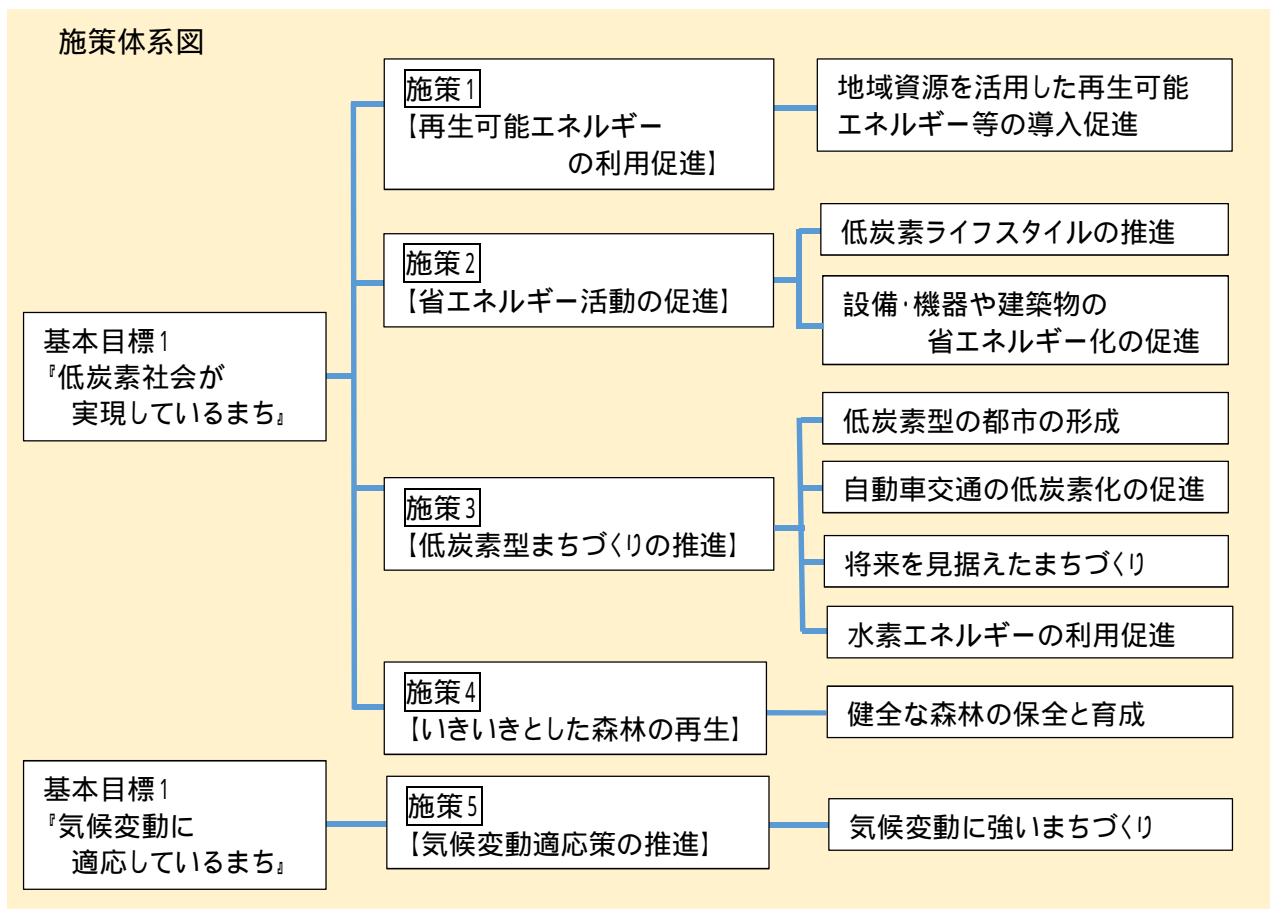 施策体系図
施策1
【再生可能エネルギー
の利用促進】
地域資源を活用した再生可能
エネルギー等の導入促進
施策2
【省エネルギー活動の促進】
低炭素ライフスタイルの推進
設備・機器や建築物の
省エネルギー化の促進
基本目標1
『低炭素社会が
実現しているまち』
施策3
【低炭素型まちづくりの推進】
低炭素型の都市の形成
自動車交通の低炭素化の促進
将来を見据えたまちづくり
水素エネルギーの利用促進
施策4
【いきいきとした森林の再生】
健全な森林の保全と育成
基本目標1
『気候変動に
適応しているまち』
施策5
【気候変動適応策の推進】
気候変動に強いまちづくり